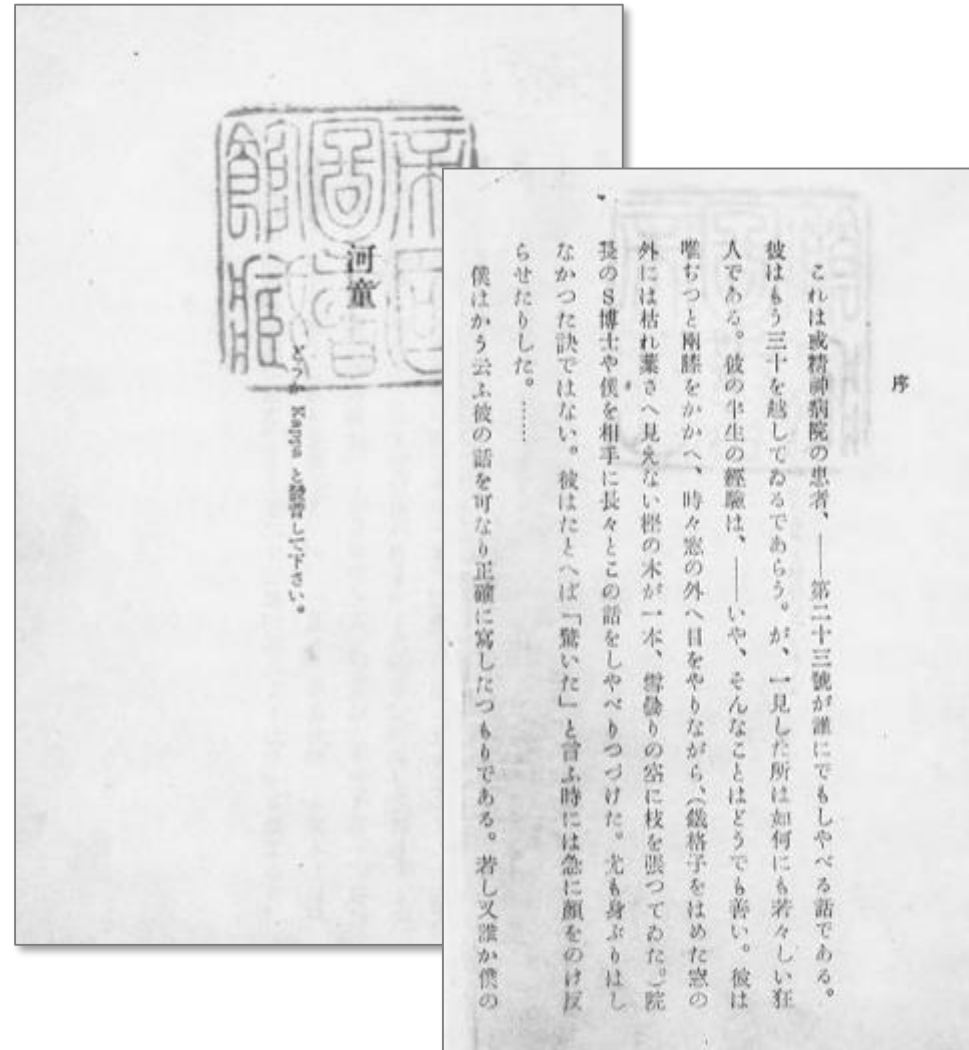 帝國
圖書
館藏
河童
どうか Kappa と發音して下さい。
序
これは或精神病院の患者、――第二十三號が誰にでもしやべる話である。
彼はもう三十を越してゐるであらう。が、一見した所は如何にも若々しい狂
人である。彼の半生の經驗は、――いや、そんなことはどうでも善い。彼は
唯ぢつと兩膝をかかへ、時々窓の外へ目をやりながら、(鐵格子をはめた窓の
外には枯れ葉さへ見えない樫の木が一本、雪曇りの空に枝を張つてゐた。)院
長のS博士や僕を相手に長々とこの話をしやべりつづけた。尤も身ぶりはし
なかつた訣ではない。彼はたとへば「驚いた」と言ふ時には急に顏をのけ反
らせたりした。……
僕はかう云ふ彼の話を可なり正確に寫したつもりである。若し又誰か僕の